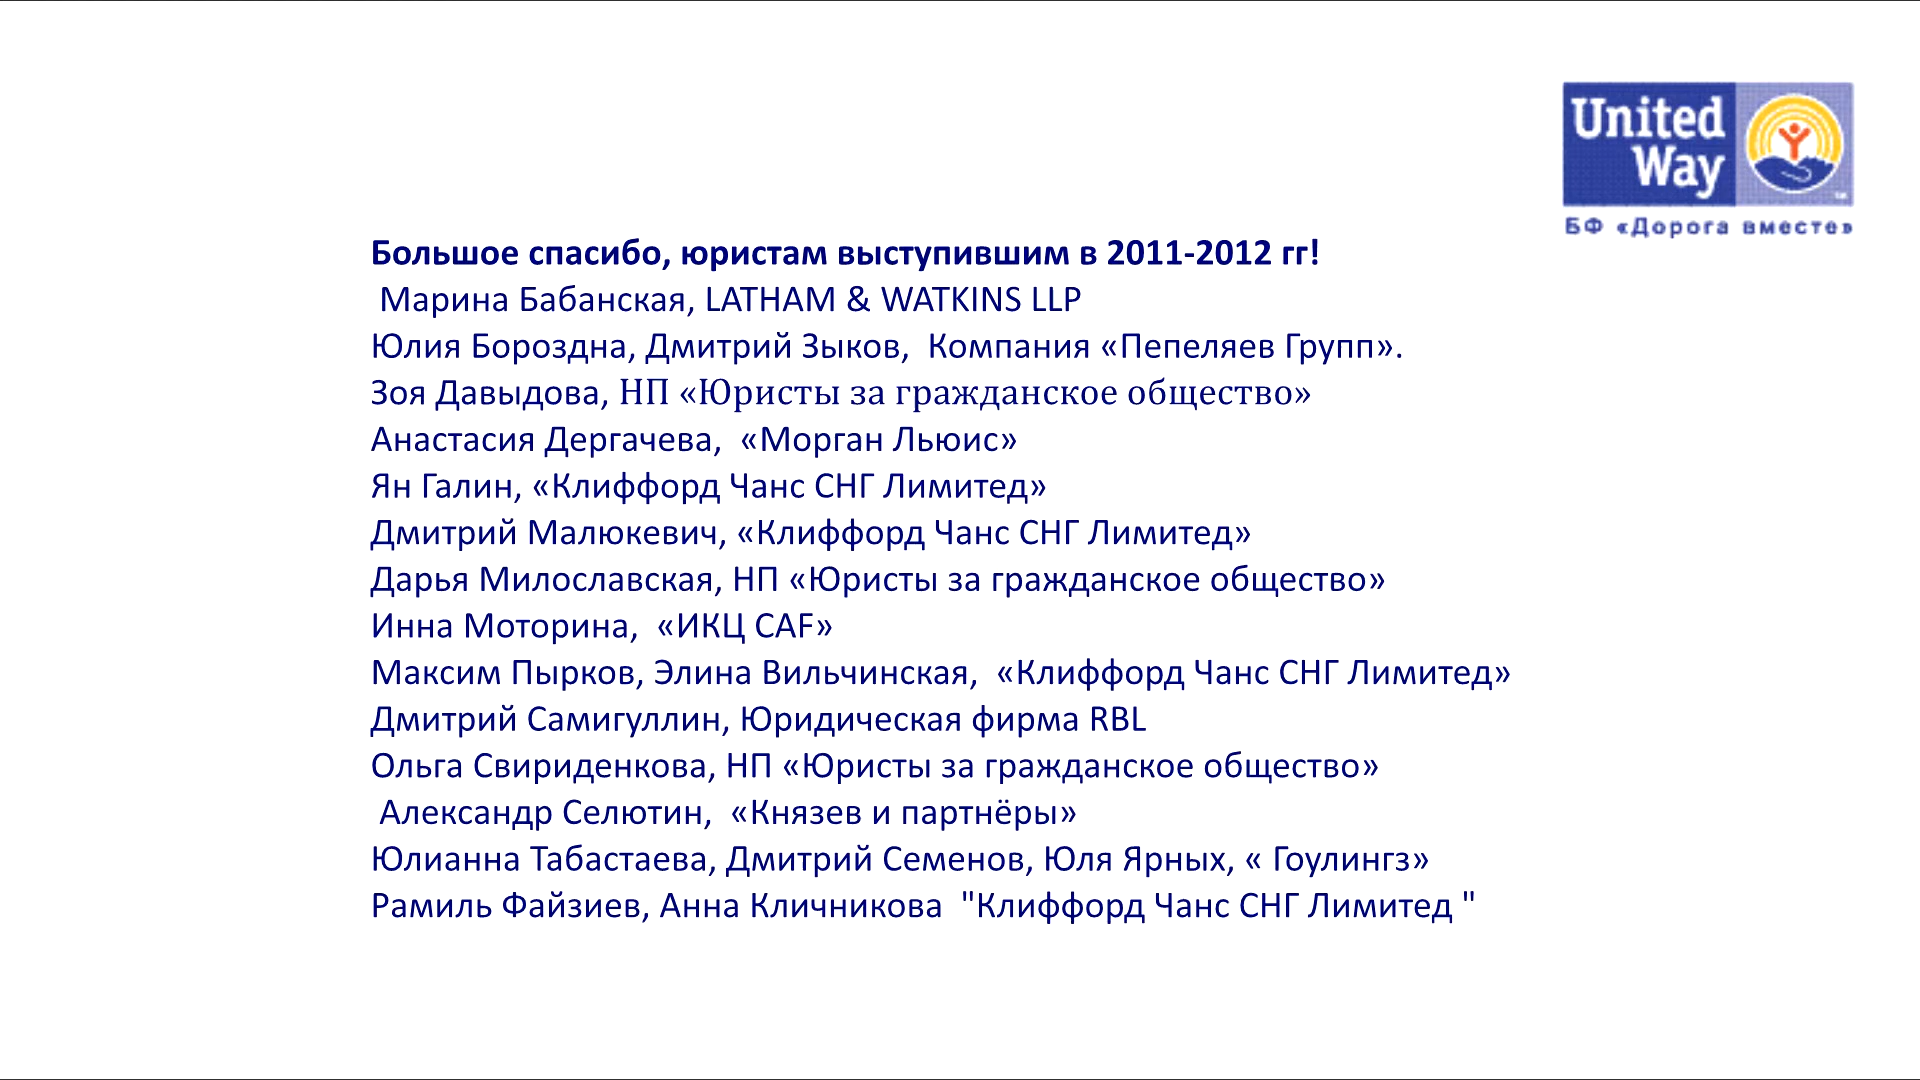 United
Way
БФ «Дорога вместе»
Большое спасибо, юристам выступившим в 2011-2012 гг!
Марина Бабанская, LATHAM & WATKINS LLP
Юлия Бороздна, Дмитрий Зыков, Компания «Пепеляев Групп».
Зоя Давыдова, НП «Юристы за гражданское общество»
Анастасия Дергачева, «Морган Льюис»
Ян Галин, «Клиффорд Чанс СНГ Лимитед»
Дмитрий Малюкевич, «Клиффорд Чанс СНГ Лимитед»
Дарья Милославская, НП «Юристы за гражданское общество»
Инна Моторина, «ИКЦ CAF»
Максим Пырков, Элина Вильчинская, «Клиффорд Чанс СНГ Лимитед»
Дмитрий Самигуллин, Юридическая фирма RBL
Ольга Свириденкова, НП «Юристы за гражданское общество»
Александр Селютин, «Князев и партнёры»
Юлианна Табастаева, Дмитрий Семенов, Юля Ярных, « Гоулингз»
Рамиль Файзиев, Анна Кличникова "Клиффорд Чанс СНГ Лимитед "